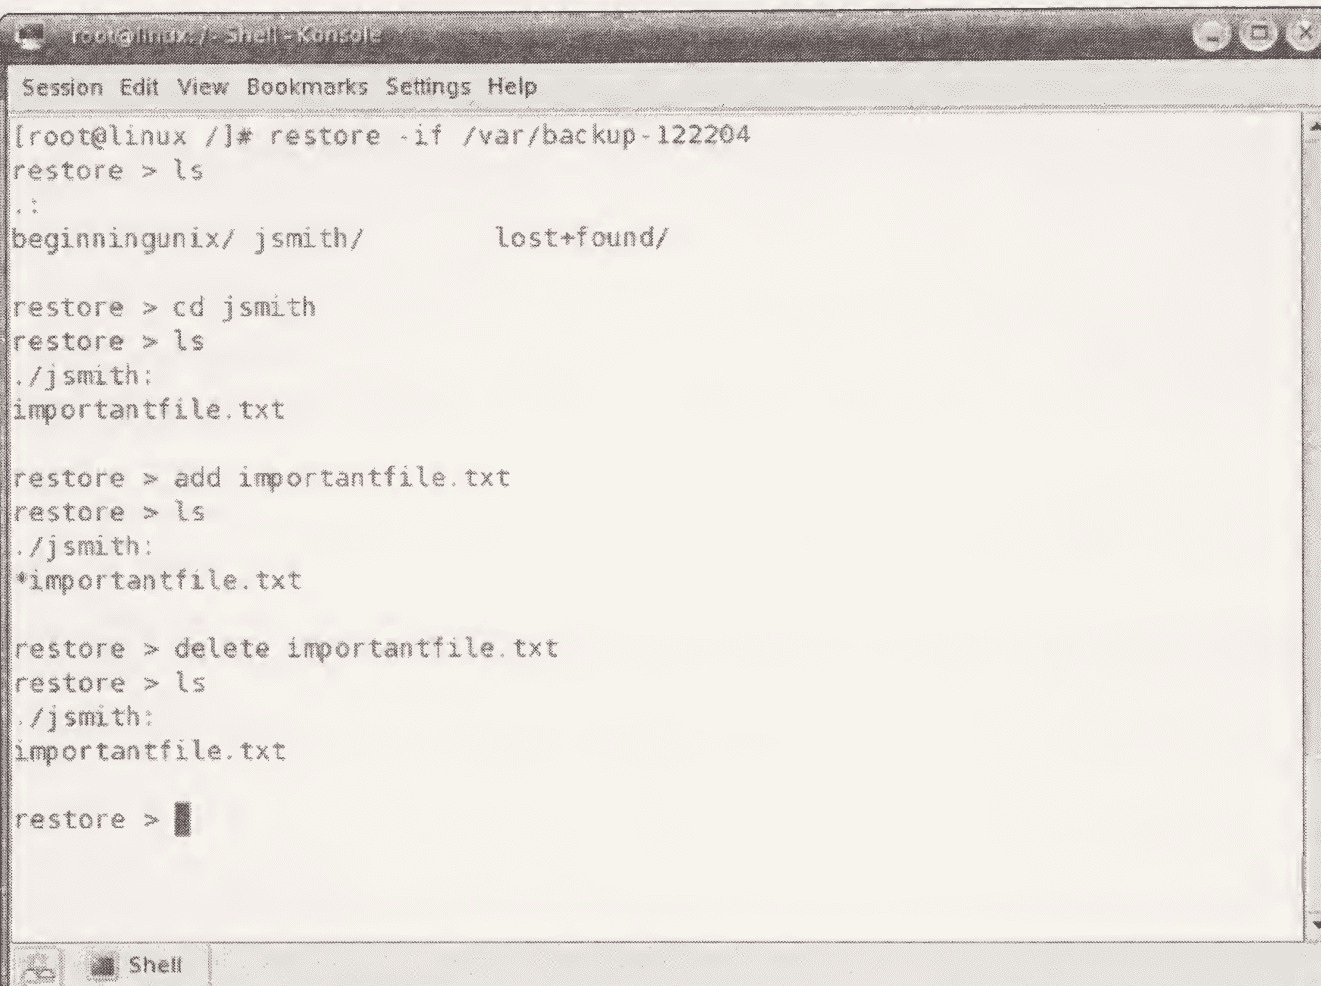 root@linux: / - Shell - Konsole
Session Edit View Bookmarks Settings Help
[root@linux /]# restore -if /var/backup-122204
restore > ls
.:
beginningunix/ jsmith/ lost+found/
restore > cd jsmith
restore > ls
./jsmith:
importantfile.txt
restore > add importantfile.txt
restore > ls
./jsmith:
*importantfile.txt
restore > delete importantfile.txt
restore > ls
./jsmith:
importantfile.txt
restore >
Shell